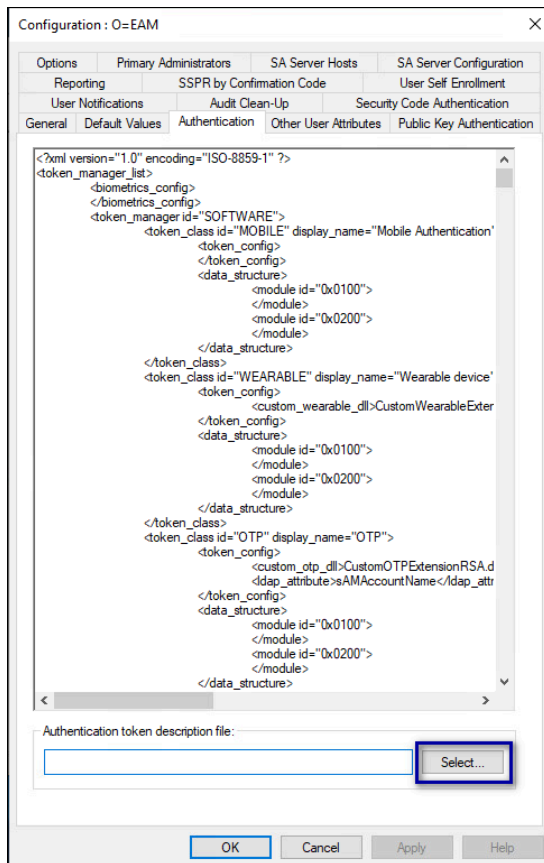 Configuration : O=EAM
Options Primary Administrators SA Server Hosts SA Server Configuration
Reporting SSPR by Confirmation Code User Self Enrollment
User Notifications Audit Clean-Up Security Code Authentication
General Default Values Authentication Other User Attributes Public Key Authentication
<?xml version="1.0" encoding="ISO-8859-1" ?>
<token_manager_list>
<biometrics_config>
</biometrics_config>
<token_manager id="SOFTWARE">
<token_class id="MOBILE" display_name="Mobile Authentication"
<token_config>
</token_config>
<data_structure>
<module id="0x0100">
</module>
<module id="0x0200">
</module>
</data_structure>
</token_class>
<token_class id="WEARABLE" display_name="Wearable device"
<token_config>
<custom_wearable_dll>CustomWearableExter
</token_config>
<data_structure>
<module id="0x0100">
</module>
<module id="0x0200">
</module>
</data_structure>
</token_class>
<token_class id="OTP" display_name="OTP">
<token_config>
<custom_otp_dll>CustomOTPExtensionRSA.d
<ldap_attribute>sAMAccountName</ldap_attr
</token_config>
<data_structure>
<module id="0x0100">
</module>
<module id="0x0200">
</module>
</data_structure>
Authentication token description file:
Select...
OK Cancel Apply Help